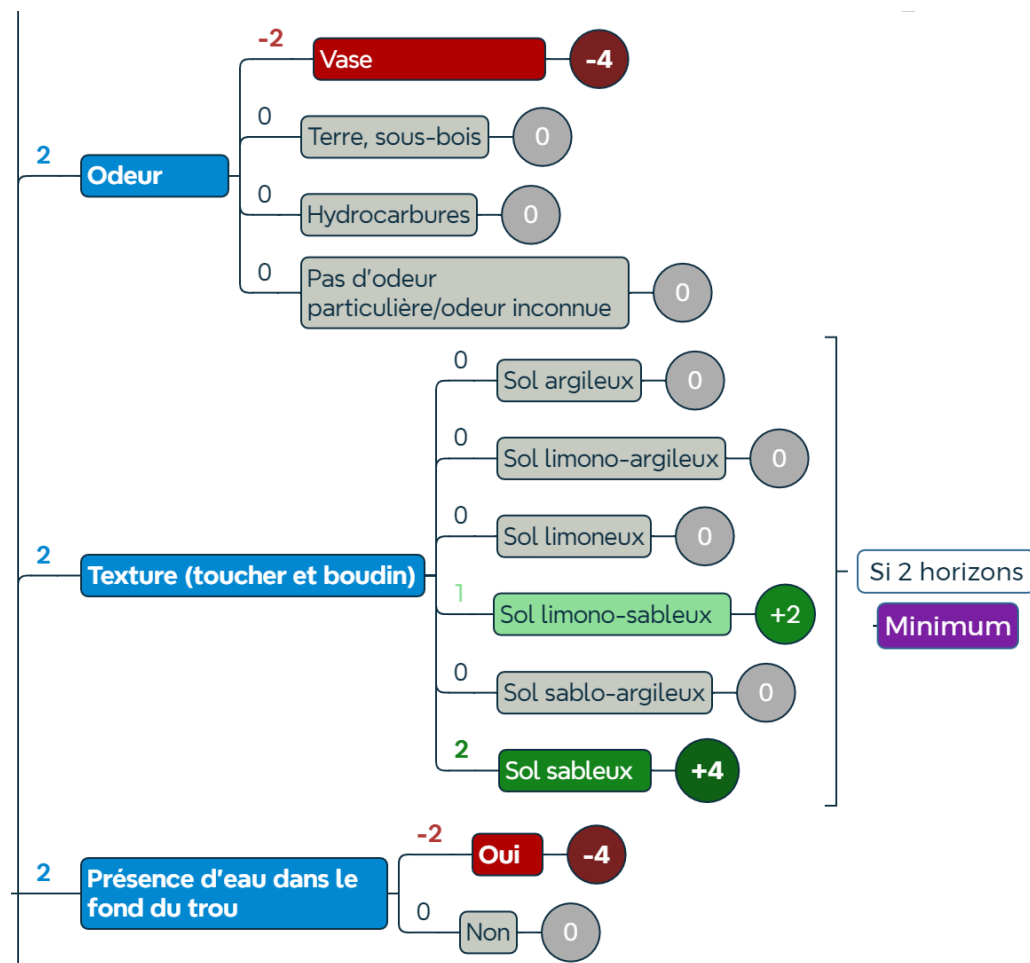 -2
Vase
-4
0
Terre, sous-bois
0
2
Odeur
0
Hydrocarbures
0
0
Pas d'odeur
particulière/odeur inconnue
0
0
Sol argileux
0
0
Sol limono-argileux
0
0
Sol limoneux
0
2
Texture (toucher et boudin)
1
Sol limono-sableux
+2
0
Sol sablo-argileux
0
2
Sol sableux
+4
Si 2 horizons
Minimum
2
Présence d'eau dans le
fond du trou
-2
Oui
-4
0
Non
0